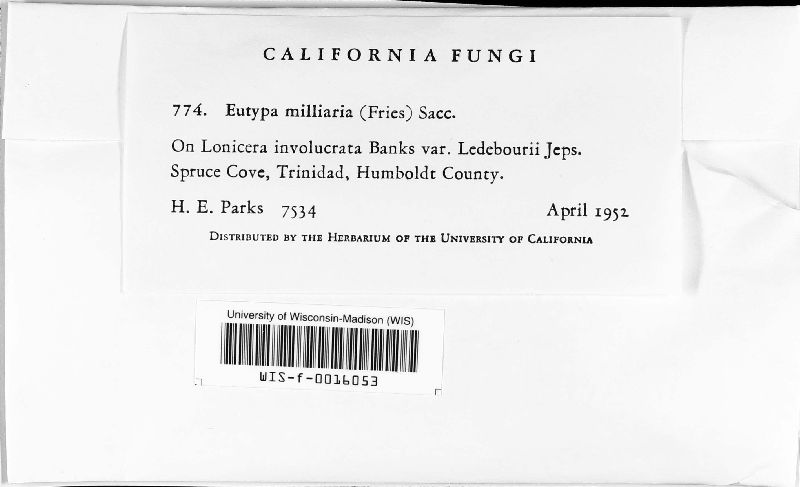 CALIFORNIA FUNGI
774. Eutypa milliaria (Fries) Sacc.
On Lonicera involucrata Banks var. Ledebourii Jeps.
Spruce Cove, Trinidad, Humboldt County.
H. E. Parks 7534 April 1952
Distributed by the Herbarium of the University of California
University of Wisconsin-Madison (WIS)
WIS-f-0016053